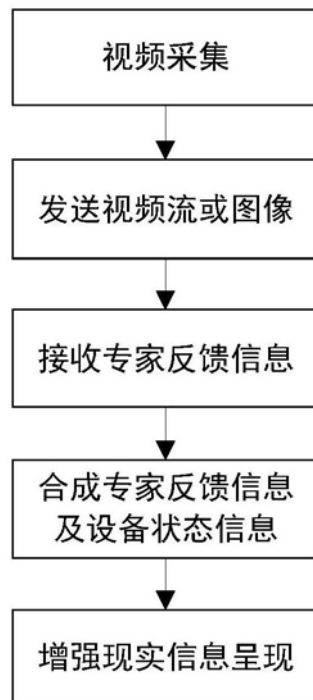 视频采集
发送视频流或图像
接收专家反馈信息
合成专家反馈信息
及设备状态信息
增强现实信息呈现